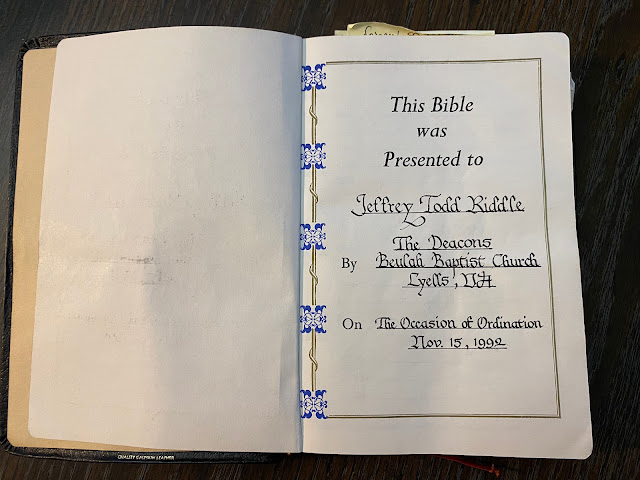 This Bible
was
Presented to
Jeffrey Todd Riddle
The Deacons
By Beulah Baptist Church
Lyells, VA
On The Occasion of Ordination
Nov. 15, 1992